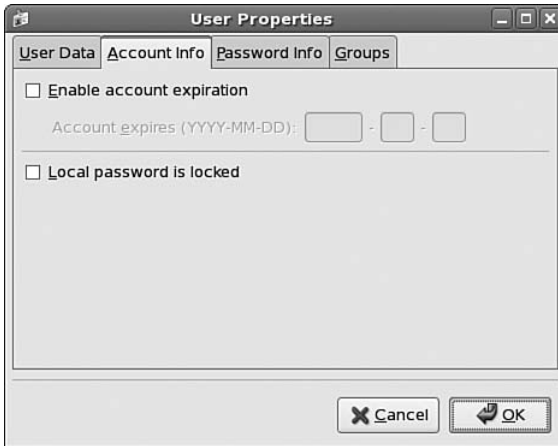 User Properties
User Data Account Info Password Info Groups
Enable account expiration
Account expires (YYYY-MM-DD): - -
Local password is locked
Cancel OK